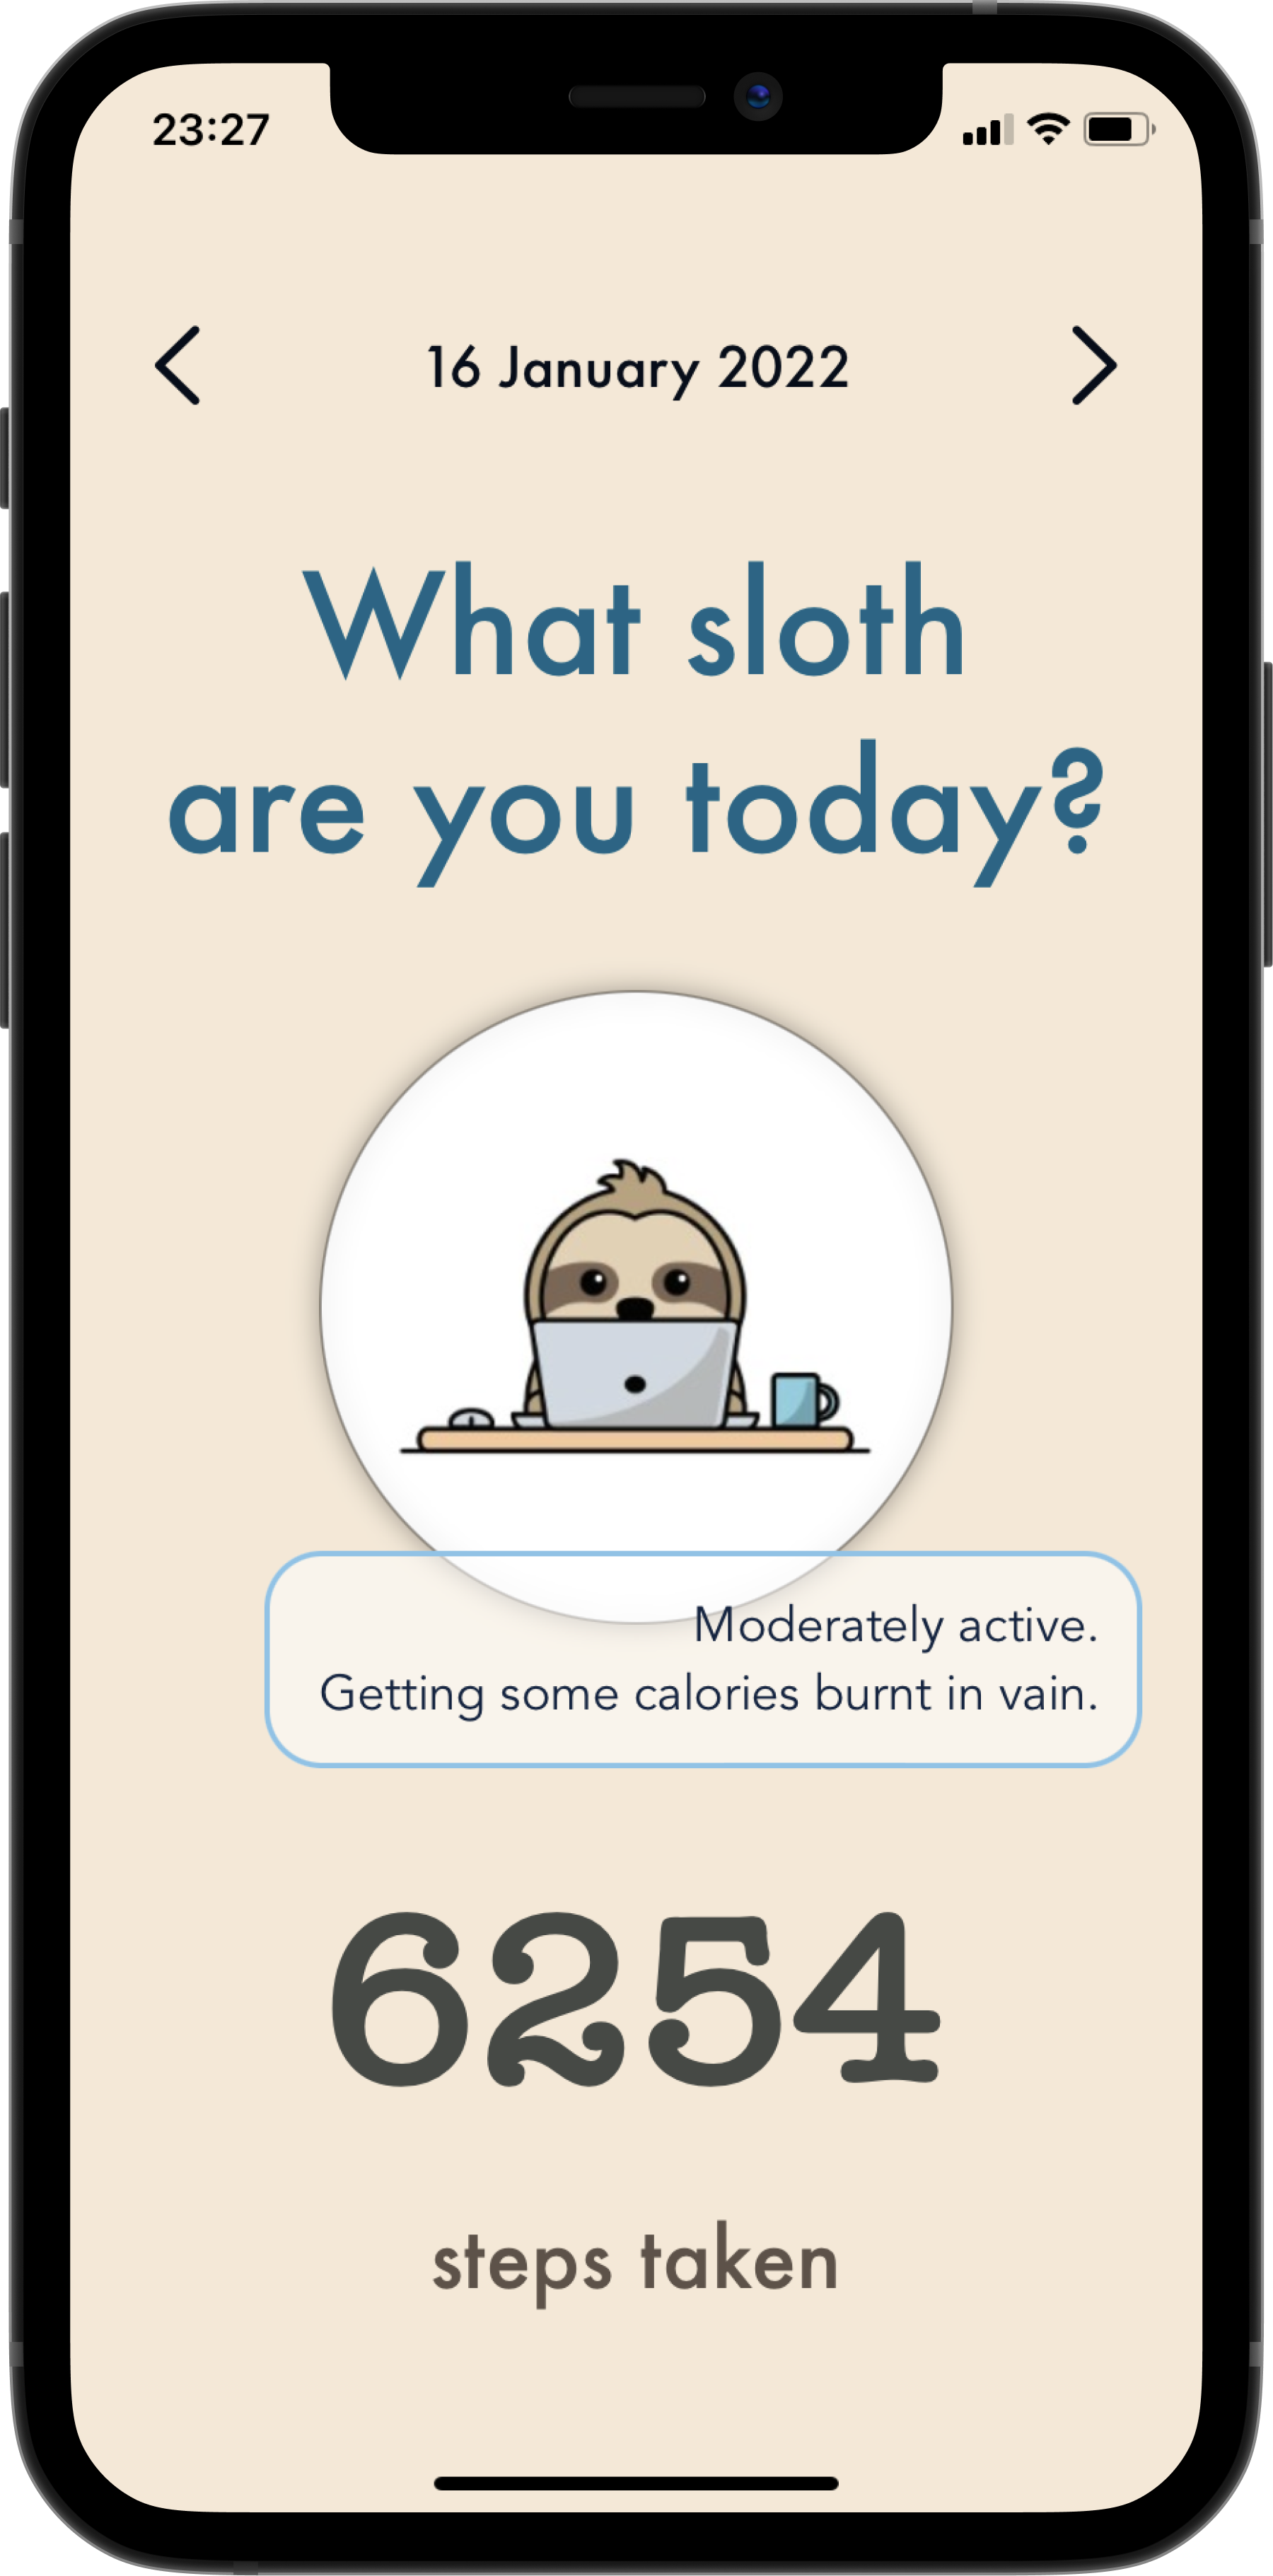 23:27
16 January 2022
What sloth
are you today?
Moderately active.
Getting some calories burnt in vain.
6254
steps taken